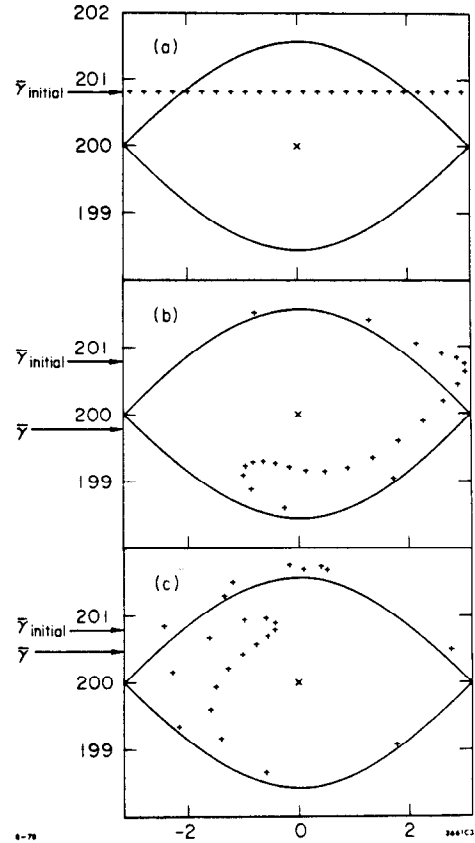 202
(a)
201
γ̄ initial
200
199
(b)
201
γ̄ initial
200
γ̄
199
(c)
201
γ̄ initial
γ̄
200
199
-2 0 2
6-79 3661C3